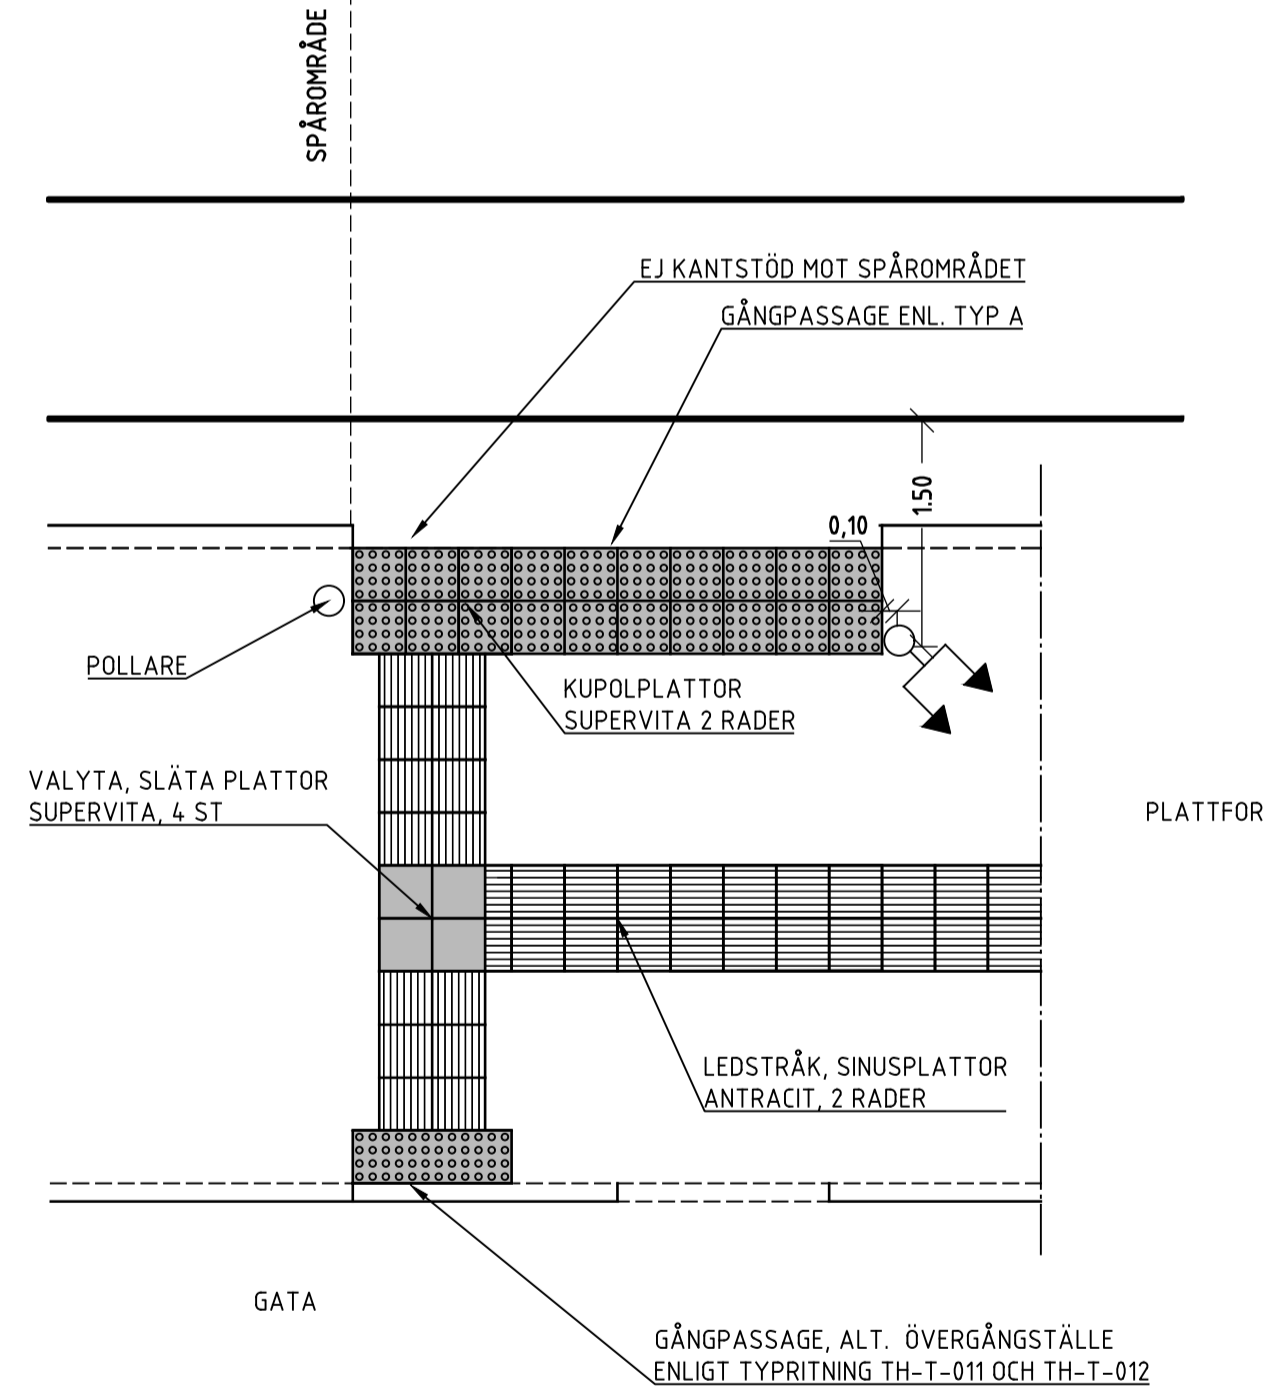 SPÅROMRÅDE
EJ KANTSTÖD MOT SPÅROMRÅDET
GÅNGPASSAGE ENL. TYP A
1.50
0,10
POLLARE
KUPOLPLATTOR
SUPERVITA 2 RADER
VALYTA, SLÄTA PLATTOR
SUPERVITA, 4 ST
PLATTFOR
LEDSTRÅK, SINUSPLATTOR
ANTRACIT, 2 RADER
GATA
GÅNGPASSAGE, ALT. ÖVERGÅNGSTÄLLE
ENLIGT TYPRITNING TH-T-011 OCH TH-T-012